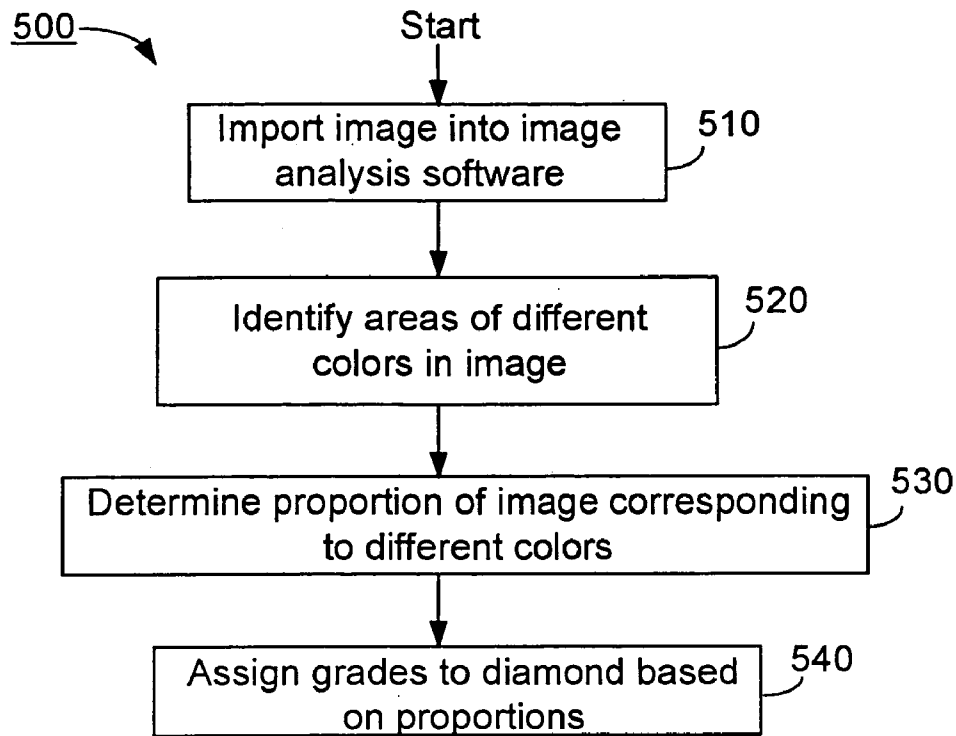 500
Start
Import image into image
analysis software
510
Identify areas of different
colors in image
520
Determine proportion of image corresponding
to different colors
530
Assign grades to diamond based
on proportions
540